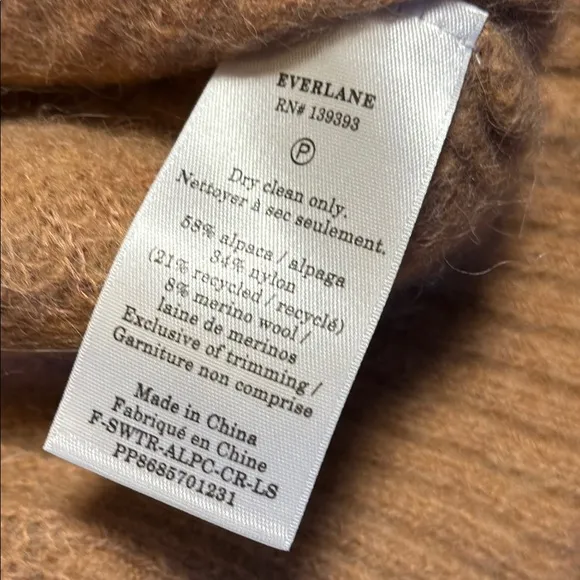 EVERLANE
RN# 139393
P
Dry clean only.
Nettoyer à sec seulement.
58% alpaca / alpaga
34% nylon
(21% recycled / recyclé)
8% merino wool /
laine de merinos
Exclusive of trimming /
Garniture non comprise
Made in China
Fabriqué en Chine
F-SWTR-ALPC-CR-LS
PP8685701231